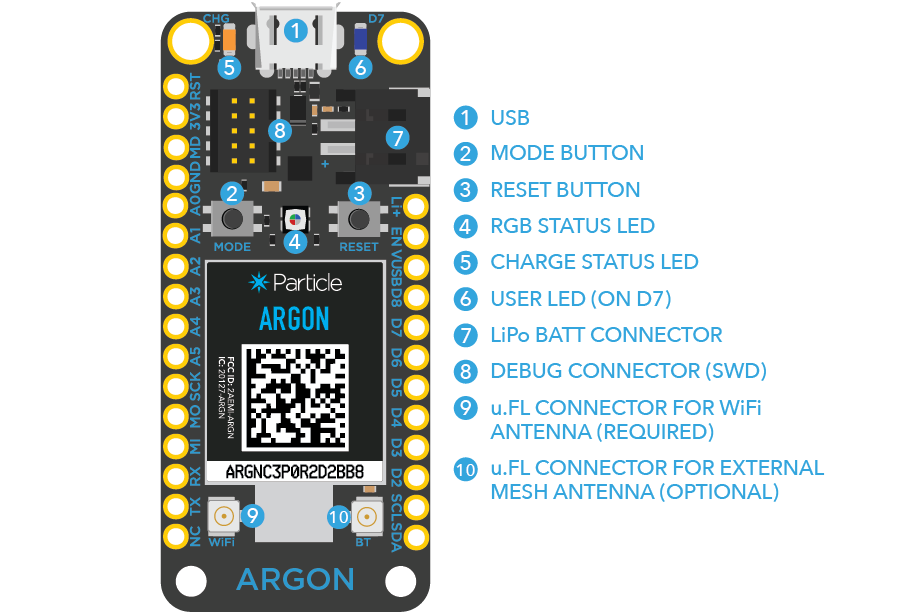 CHG
D7
1
5
6
RST
3V3
MD
GND
A0
A1
A2
A3
A4
A5
SCK
MO
MI
RX
TX
NC
8
7
+
2
3
4
MODE
RESET
Li+
EN
VUSB
D8
D7
D6
D5
D4
D3
D2
SCL
SDA
Particle
ARGON
FCC ID: 2AEMI-ARGN
IC: 20127-ARGN
ARGNC3P0R2D2BB8
9
10
WiFi
BT
ARGON
1 USB
2 MODE BUTTON
3 RESET BUTTON
4 RGB STATUS LED
5 CHARGE STATUS LED
6 USER LED (ON D7)
7 LiPo BATT CONNECTOR
8 DEBUG CONNECTOR (SWD)
9 u.FL CONNECTOR FOR WiFi
ANTENNA (REQUIRED)
10 u.FL CONNECTOR FOR EXTERNAL
MESH ANTENNA (OPTIONAL)